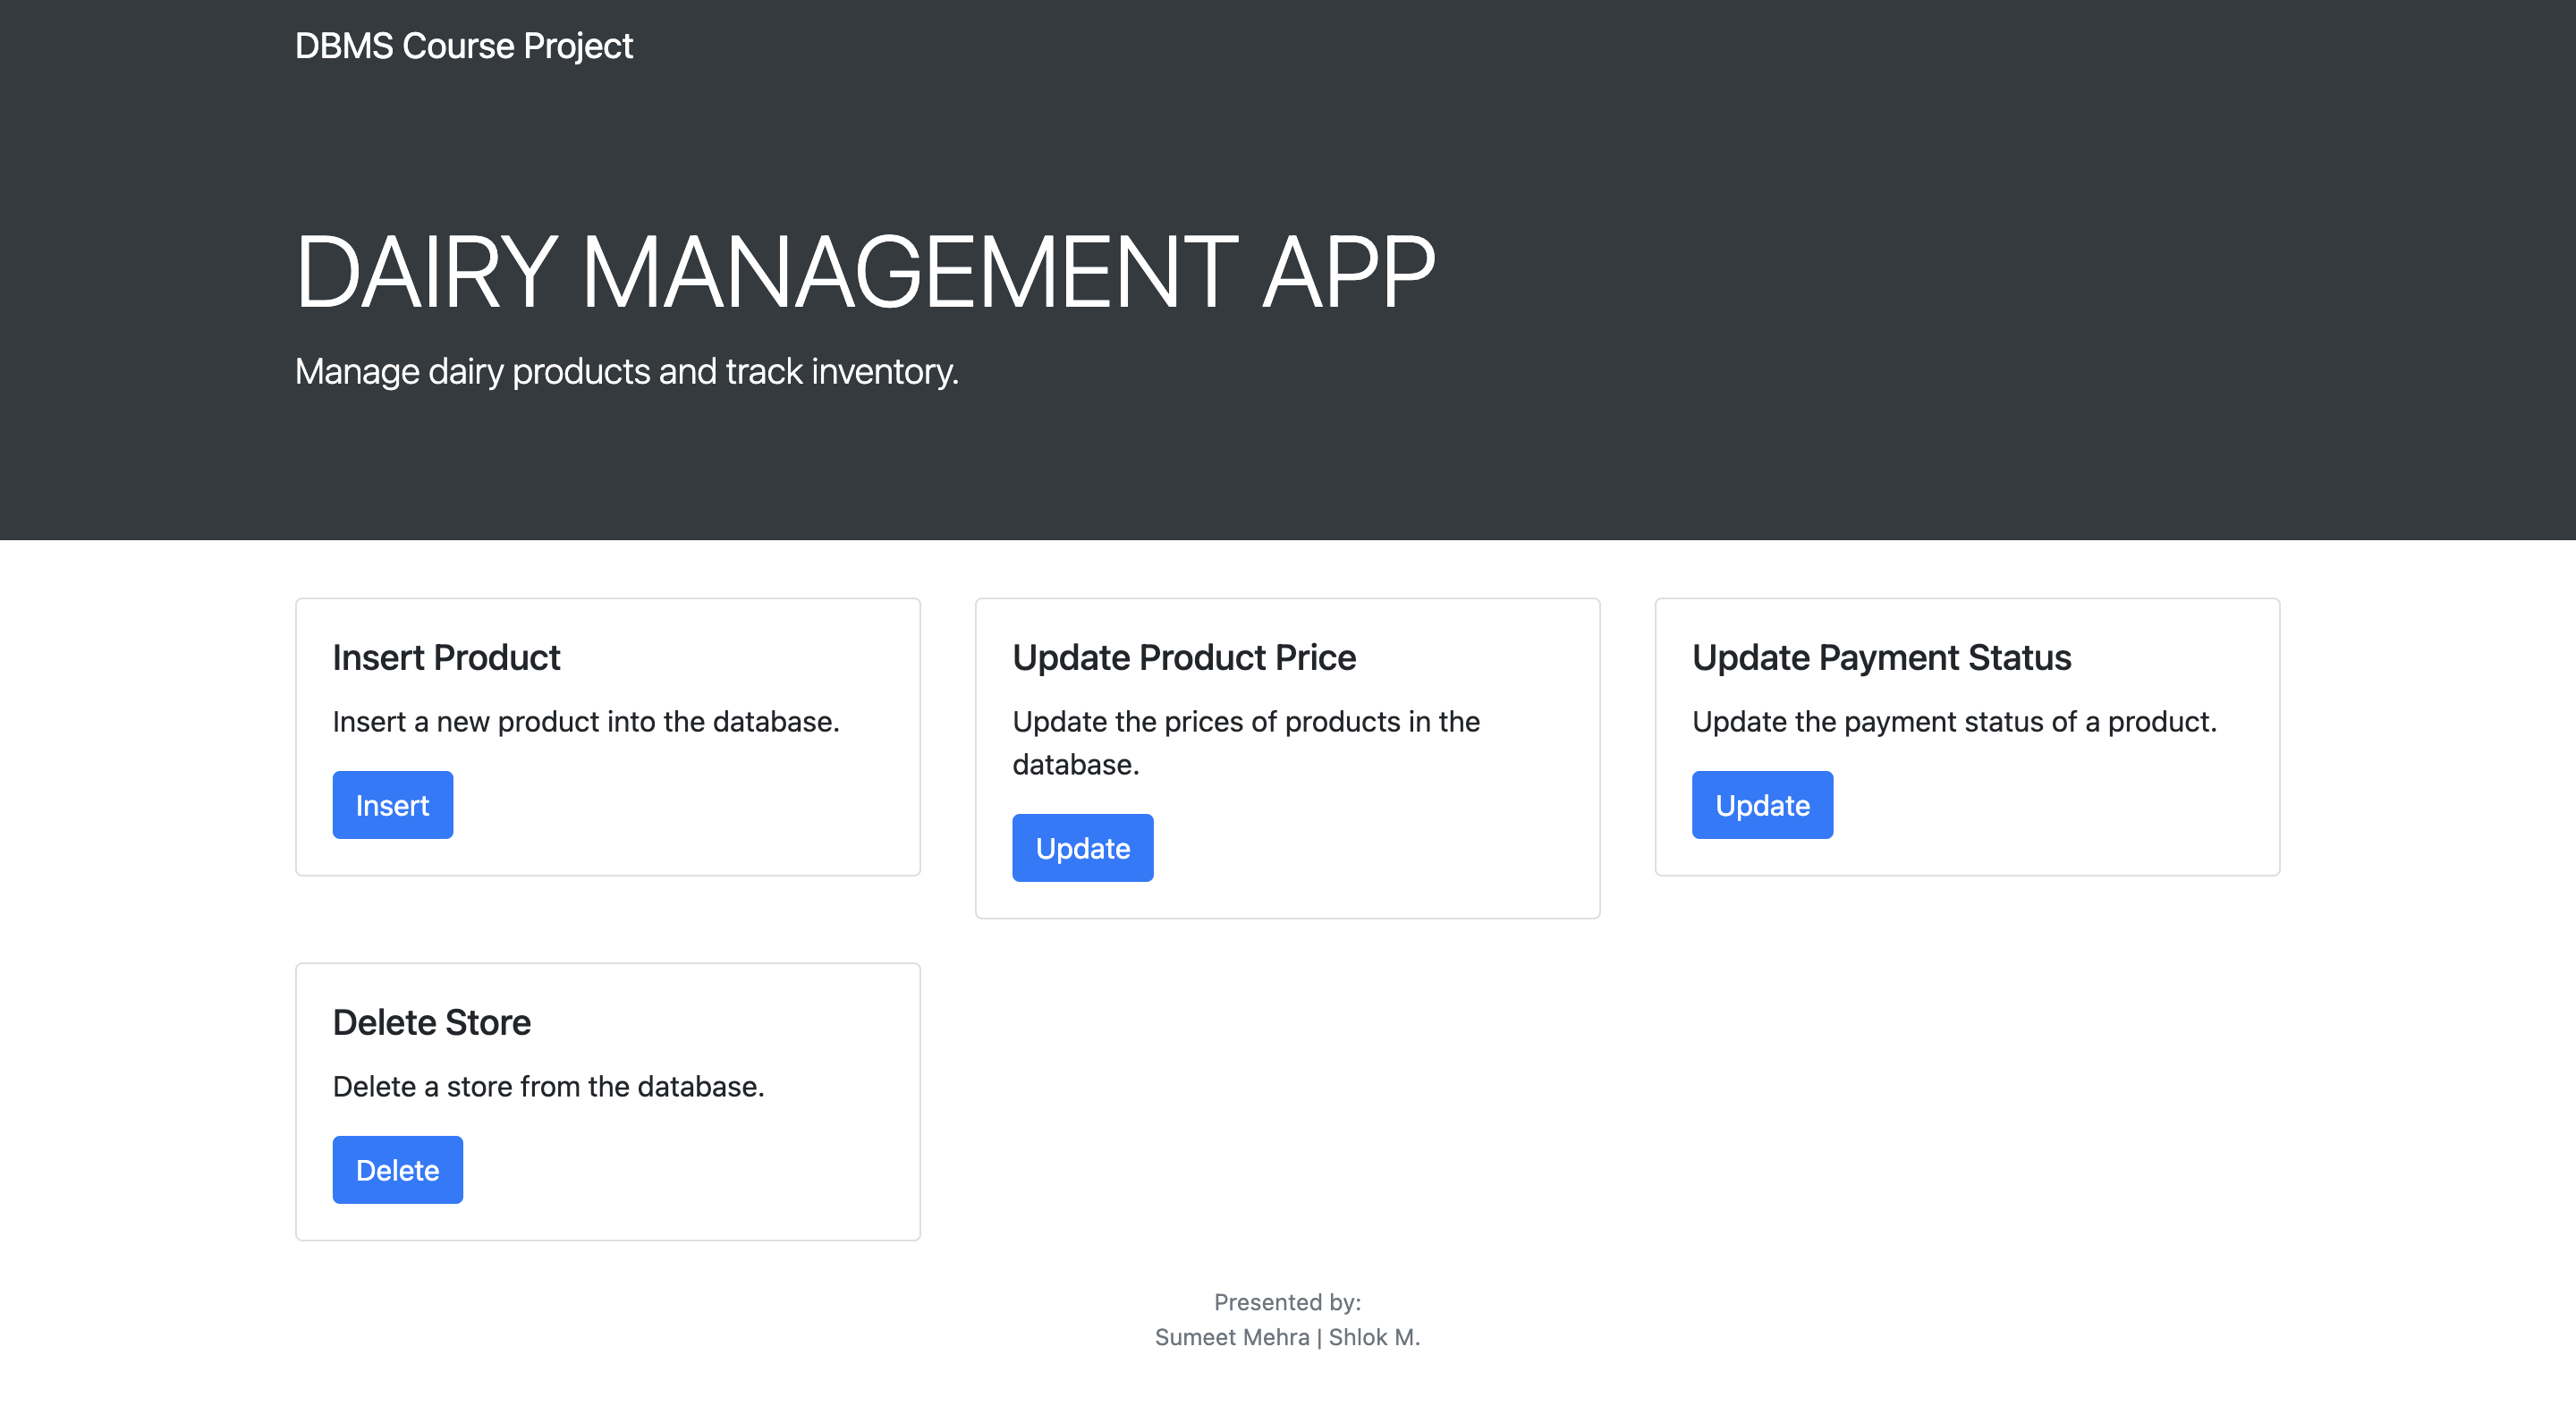 DBMS Course Project
DAIRY MANAGEMENT APP
Manage dairy products and track inventory.
Insert Product
Insert a new product into the database.
Insert
Update Product Price
Update the prices of products in the
database.
Update
Update Payment Status
Update the payment status of a product.
Update
Delete Store
Delete a store from the database.
Delete
Presented by:
Sumeet Mehra | Shlok M.